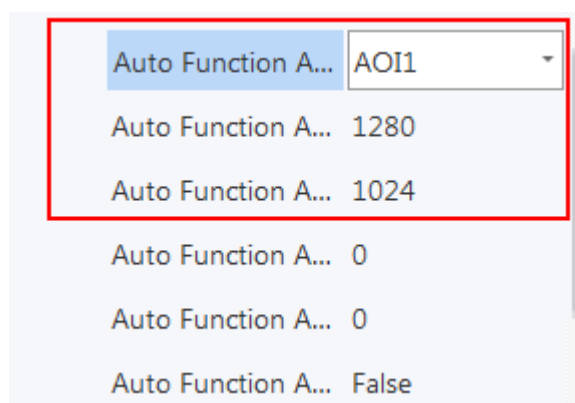 Auto Function A... AOI1
Auto Function A... 1280
Auto Function A... 1024
Auto Function A... 0
Auto Function A... 0
Auto Function A... False